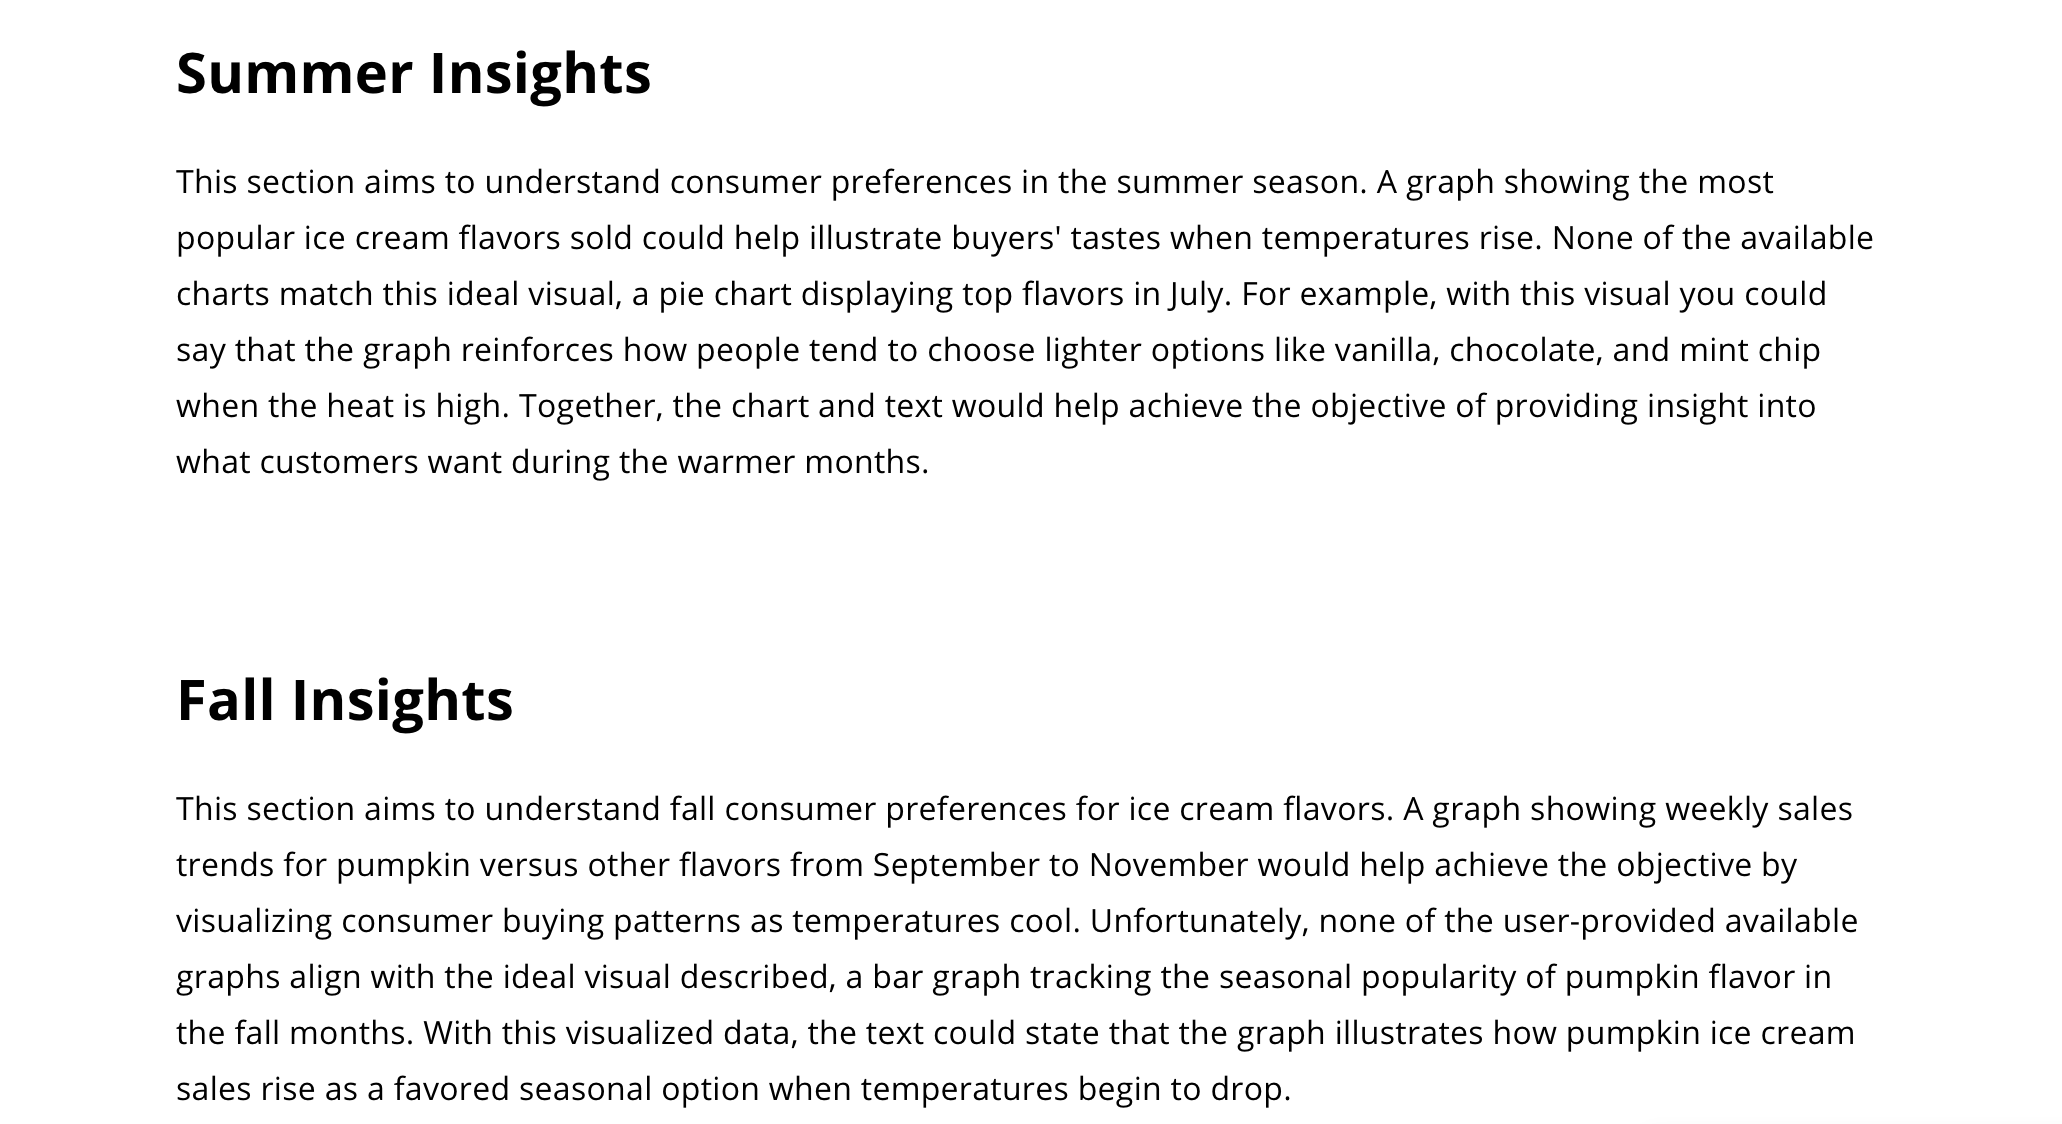 Summer Insights
This section aims to understand consumer preferences in the summer season. A graph showing the most
popular ice cream flavors sold could help illustrate buyers' tastes when temperatures rise. None of the available
charts match this ideal visual, a pie chart displaying top flavors in July. For example, with this visual you could
say that the graph reinforces how people tend to choose lighter options like vanilla, chocolate, and mint chip
when the heat is high. Together, the chart and text would help achieve the objective of providing insight into
what customers want during the warmer months.
Fall Insights
This section aims to understand fall consumer preferences for ice cream flavors. A graph showing weekly sales
trends for pumpkin versus other flavors from September to November would help achieve the objective by
visualizing consumer buying patterns as temperatures cool. Unfortunately, none of the user-provided available
graphs align with the ideal visual described, a bar graph tracking the seasonal popularity of pumpkin flavor in
the fall months. With this visualized data, the text could state that the graph illustrates how pumpkin ice cream
sales rise as a favored seasonal option when temperatures begin to drop.